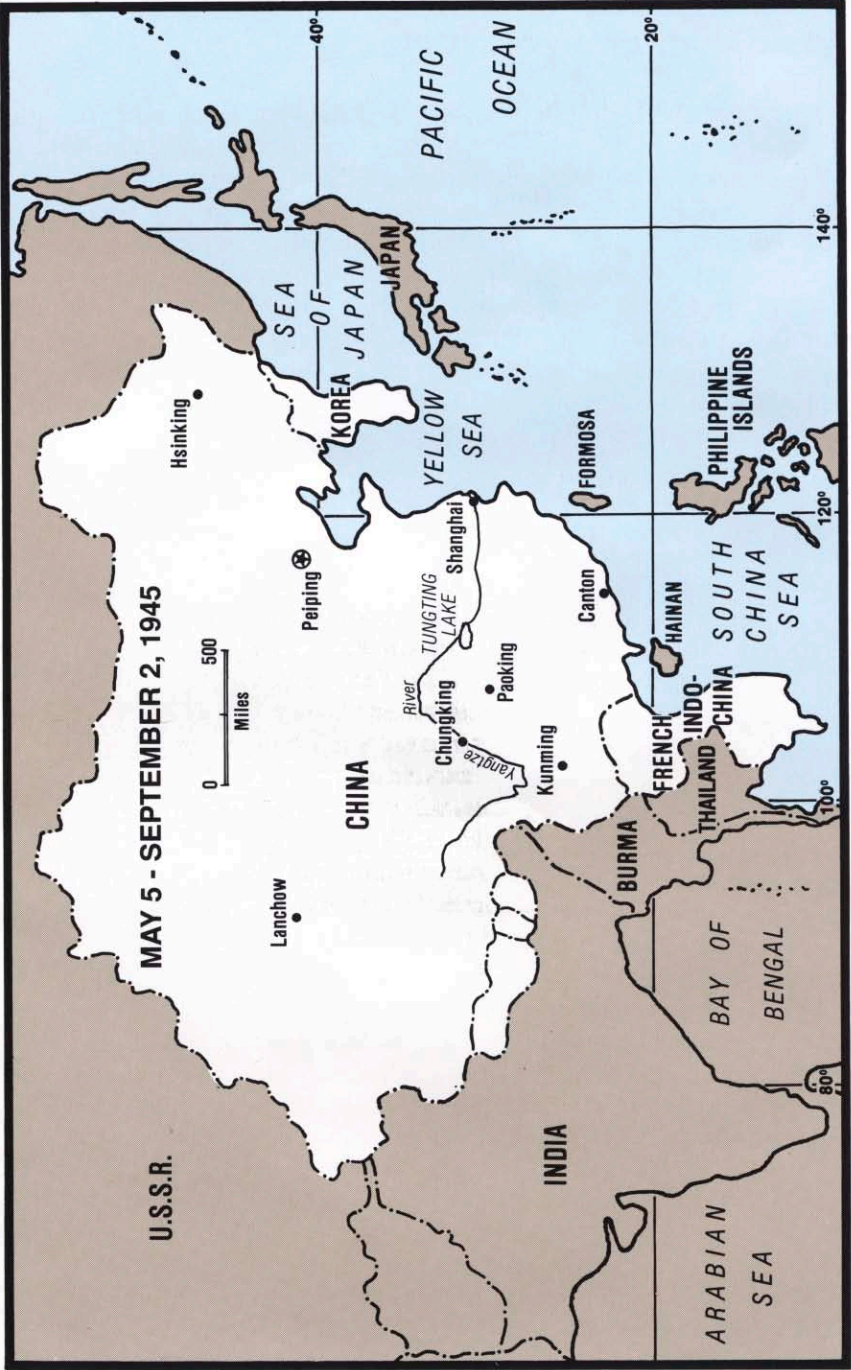 MAY 5 - SEPTEMBER 2, 1945
0
500
Miles
U.S.S.R.
40°
Hsinking
SEA
OF
JAPAN
JAPAN
PACIFIC
OCEAN
KOREA
YELLOW
SEA
Peiping
Lanchow
CHINA
River
TUNGTING
LAKE
Shanghai
Chungking
Yangtze
Paoking
Kunming
Canton
FORMOSA
HAINAN
20°
INDIA
BURMA
FRENCH
INDO-
CHINA
THAILAND
SOUTH
CHINA
SEA
PHILIPPINE
ISLANDS
ARABIAN
SEA
BAY OF
BENGAL
80°
100°
120°
140°